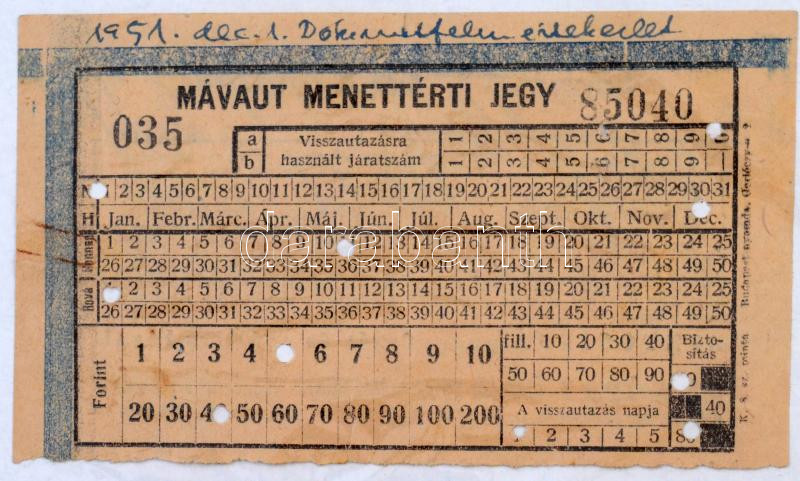 1951. dec. 1.
MÁVAUT MENETTÉRTI JEGY 85040
035
a Visszautazásra 1 2 3 4 5 6 7 8 9
b használt járatszám 1 2 3 4 5 6 7 8 9 —
2 3 4 5 6 7 8 9 10 11 12 13 14 15 16 17 18 19 20 21 22 23 24 25 26 27 28 29 30 31
H Jan. Febr. Márc. Ápr. Máj. Jún. Júl. Aug. Szept. Okt. Nov. Dec.
Honnan 1 2 3 4 5 6 7 8 9 10 12 13 14 15 16 17 18 19 20 21 22 23 24 25
26 27 28 29 30 31 32 33 34 35 36 37 38 39 40 41 42 43 44 45 46 47 48 49 50
Hová 1 2 3 4 5 6 7 8 9 10 11 12 13 14 15 16 17 18 19 20 21 22 23 24 25
26 27 28 29 30 31 32 33 34 35 36 37 38 39 40 41 42 43 44 45 46 47 48 49 50
Forint
1 2 3 4 6 7 8 9 10
20 30 4 50 60 70 80 90 100 200
fill. 10 20 30 40
50 60 70 80 90
Bizto-
sítás
40
80
A visszautazás napja
1 2 3 4 5
K. 8. sz. minta Budapest nyomda,
darabanth